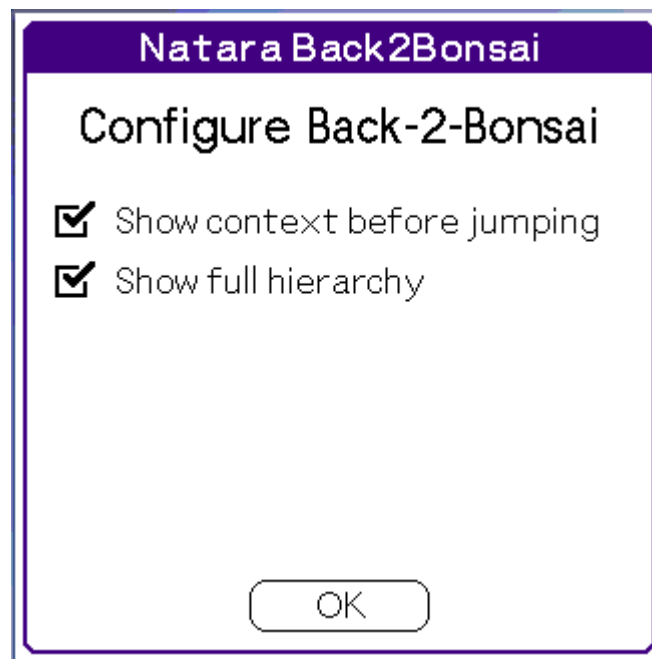 Natara Back2Bonsai
Configure Back-2-Bonsai
Show context before jumping
Show full hierarchy
OK